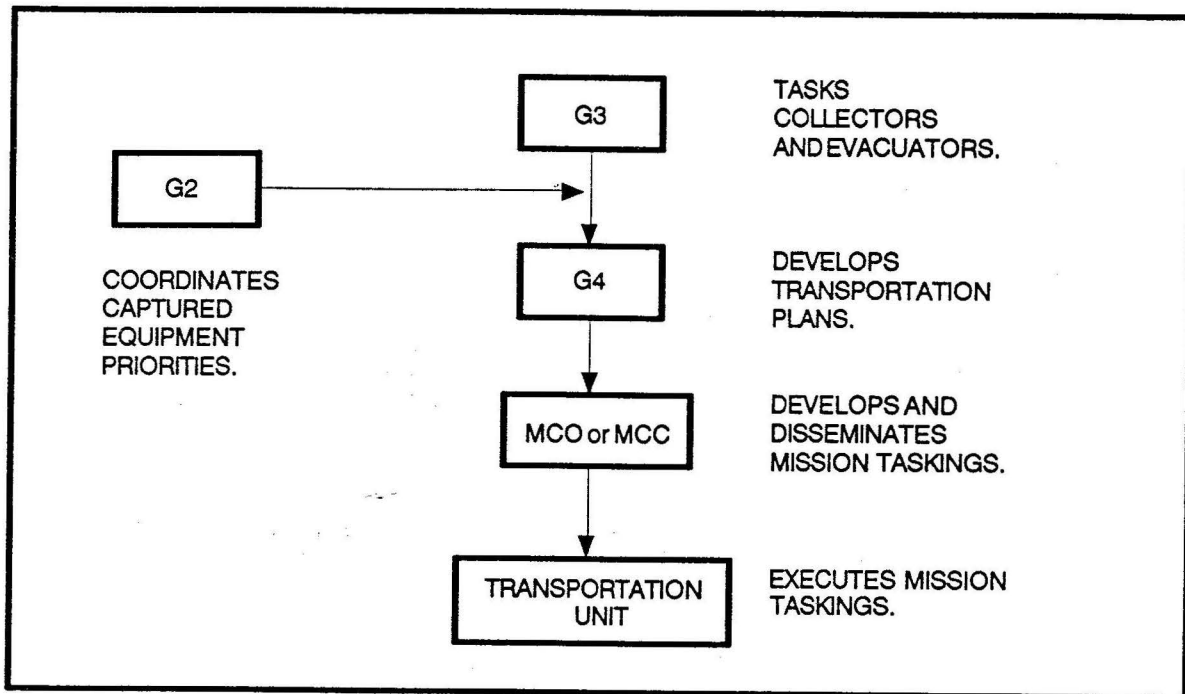 G3
TASKS
COLLECTORS
AND EVACUATORS.
G2
COORDINATES
CAPTURED
EQUIPMENT
PRIORITIES.
G4
DEVELOPS
TRANSPORTATION
PLANS.
MCO or MCC
DEVELOPS AND
DISSEMINATES
MISSION TASKINGS.
TRANSPORTATION
UNIT
EXECUTES MISSION
TASKINGS.